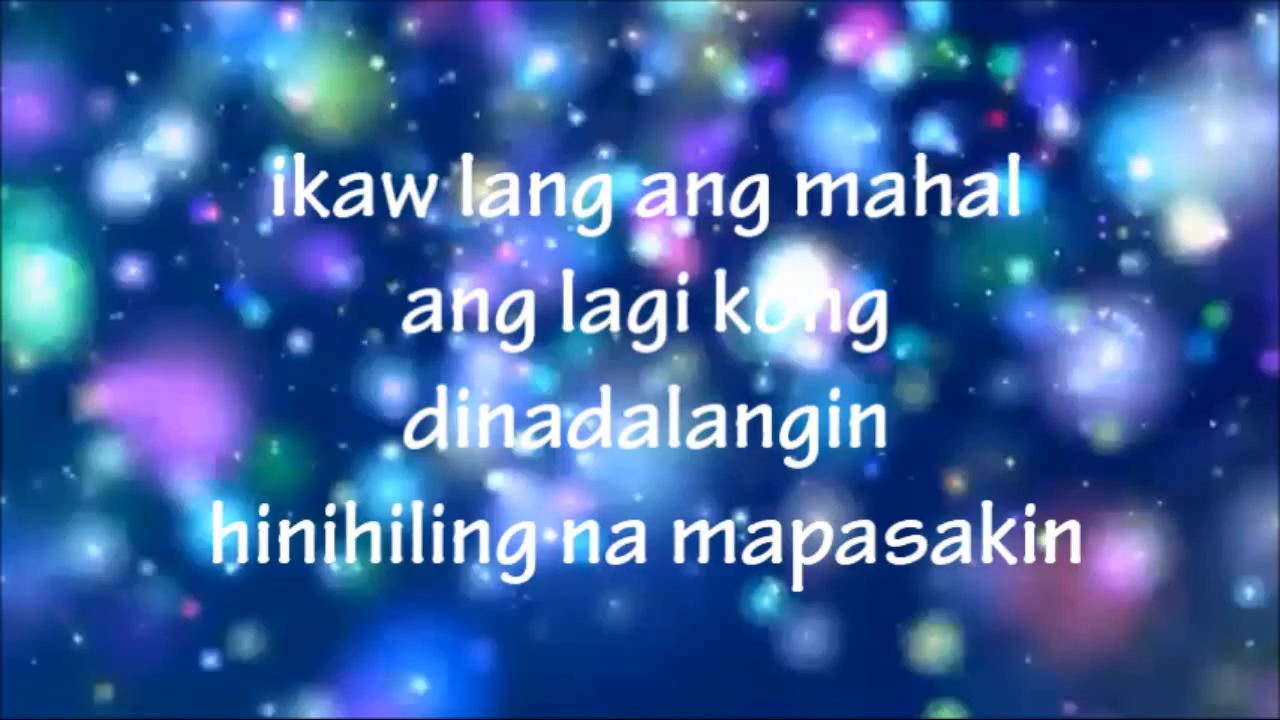 ikaw lang ang mahal
ang lagi kong
dinadalangin
hinihiling na mapasakin